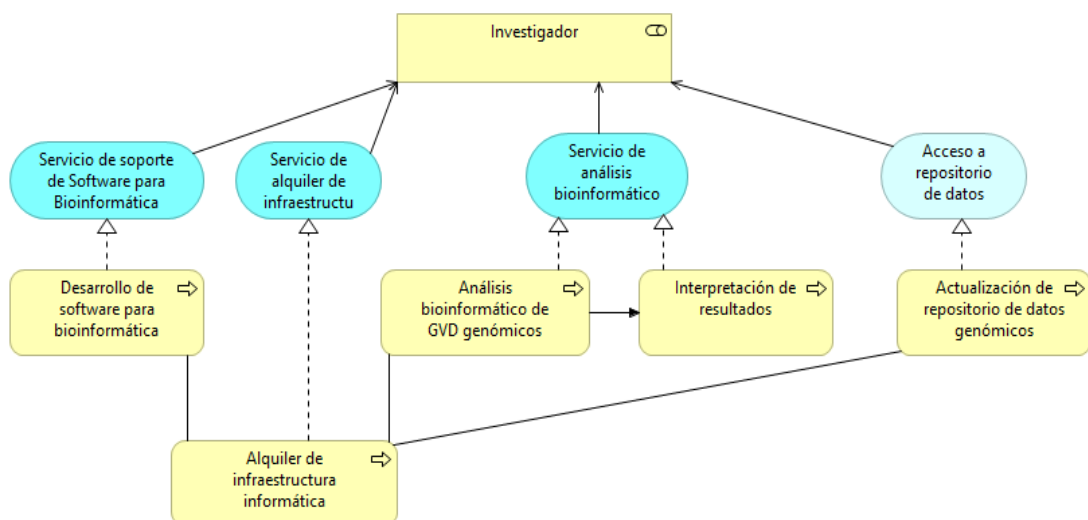 Investigador
Servicio de soporte
de Software para
Bioinformática
Servicio de
alquiler de
infraestructu
Servicio de
análisis
bioinformático
Acceso a
repositorio
de datos
Desarrollo de
software para
bioinformática
Análisis
bioinformático de
GVD genómicos
Interpretación de
resultados
Actualización de
repositorio de datos
genómicos
Alquiler de
infraestructura
informática